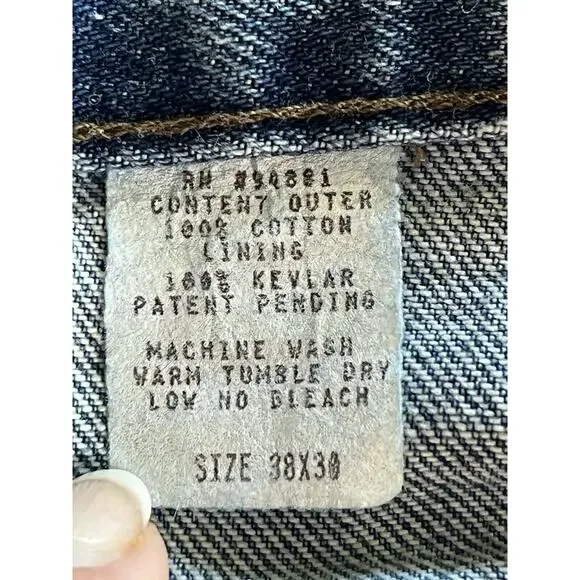 RN #94881
CONTENT OUTER
100% COTTON
LINING
100% KEVLAR
PATENT PENDING
MACHINE WASH
WARM TUMBLE DRY
LOW NO BLEACH
SIZE 38X30